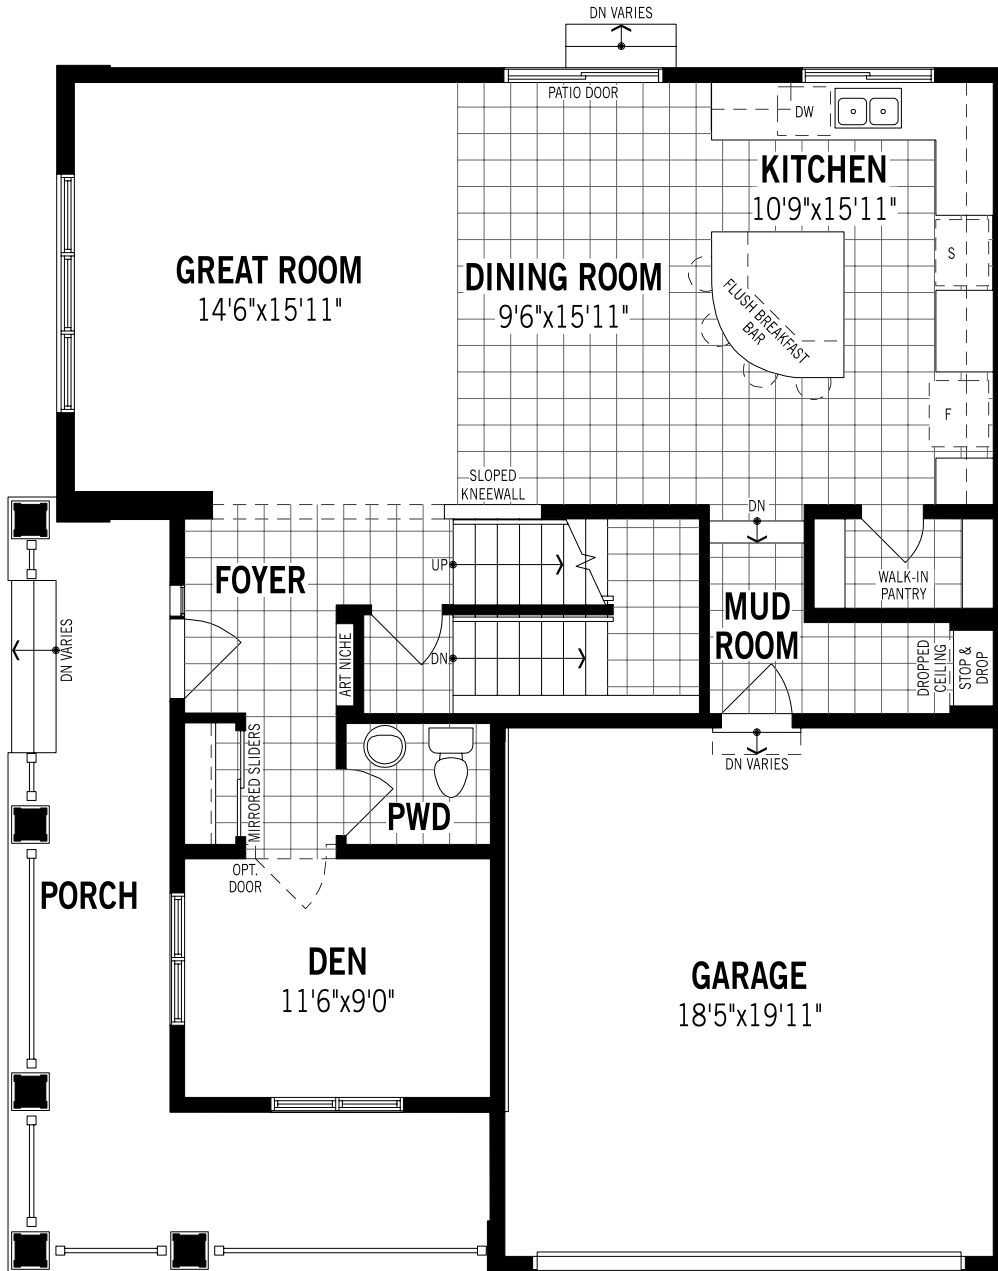 DN VARIES
PATIO DOOR
DW
KITCHEN
10'9"x15'11"
S
GREAT ROOM
14'6"x15'11"
DINING ROOM
9'6"x15'11"
FLUSH BREAKFAST
BAR
F
SLOPED
KNEEWALL
DN
UP
FOYER
WALK-IN
PANTRY
MUD
ROOM
DN VARIES
ART NICHE
DN
DROPPED
CEILING
STOP &
DROP
MIRRORED SLIDERS
DN VARIES
PWD
OPT.
DOOR
PORCH
DEN
11'6"x9'0"
GARAGE
18'5"x19'11"